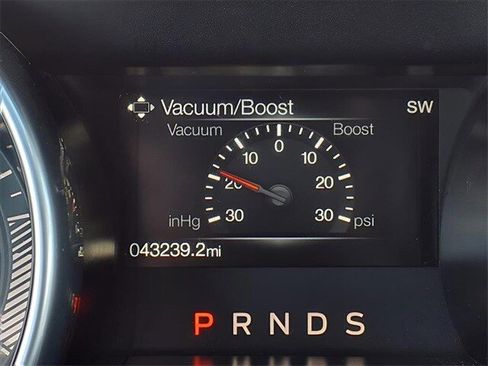 Vacuum/Boost SW
Vacuum Boost
0
10 10
20 20
30 30
inHg psi
043239.2mi
P R N D S